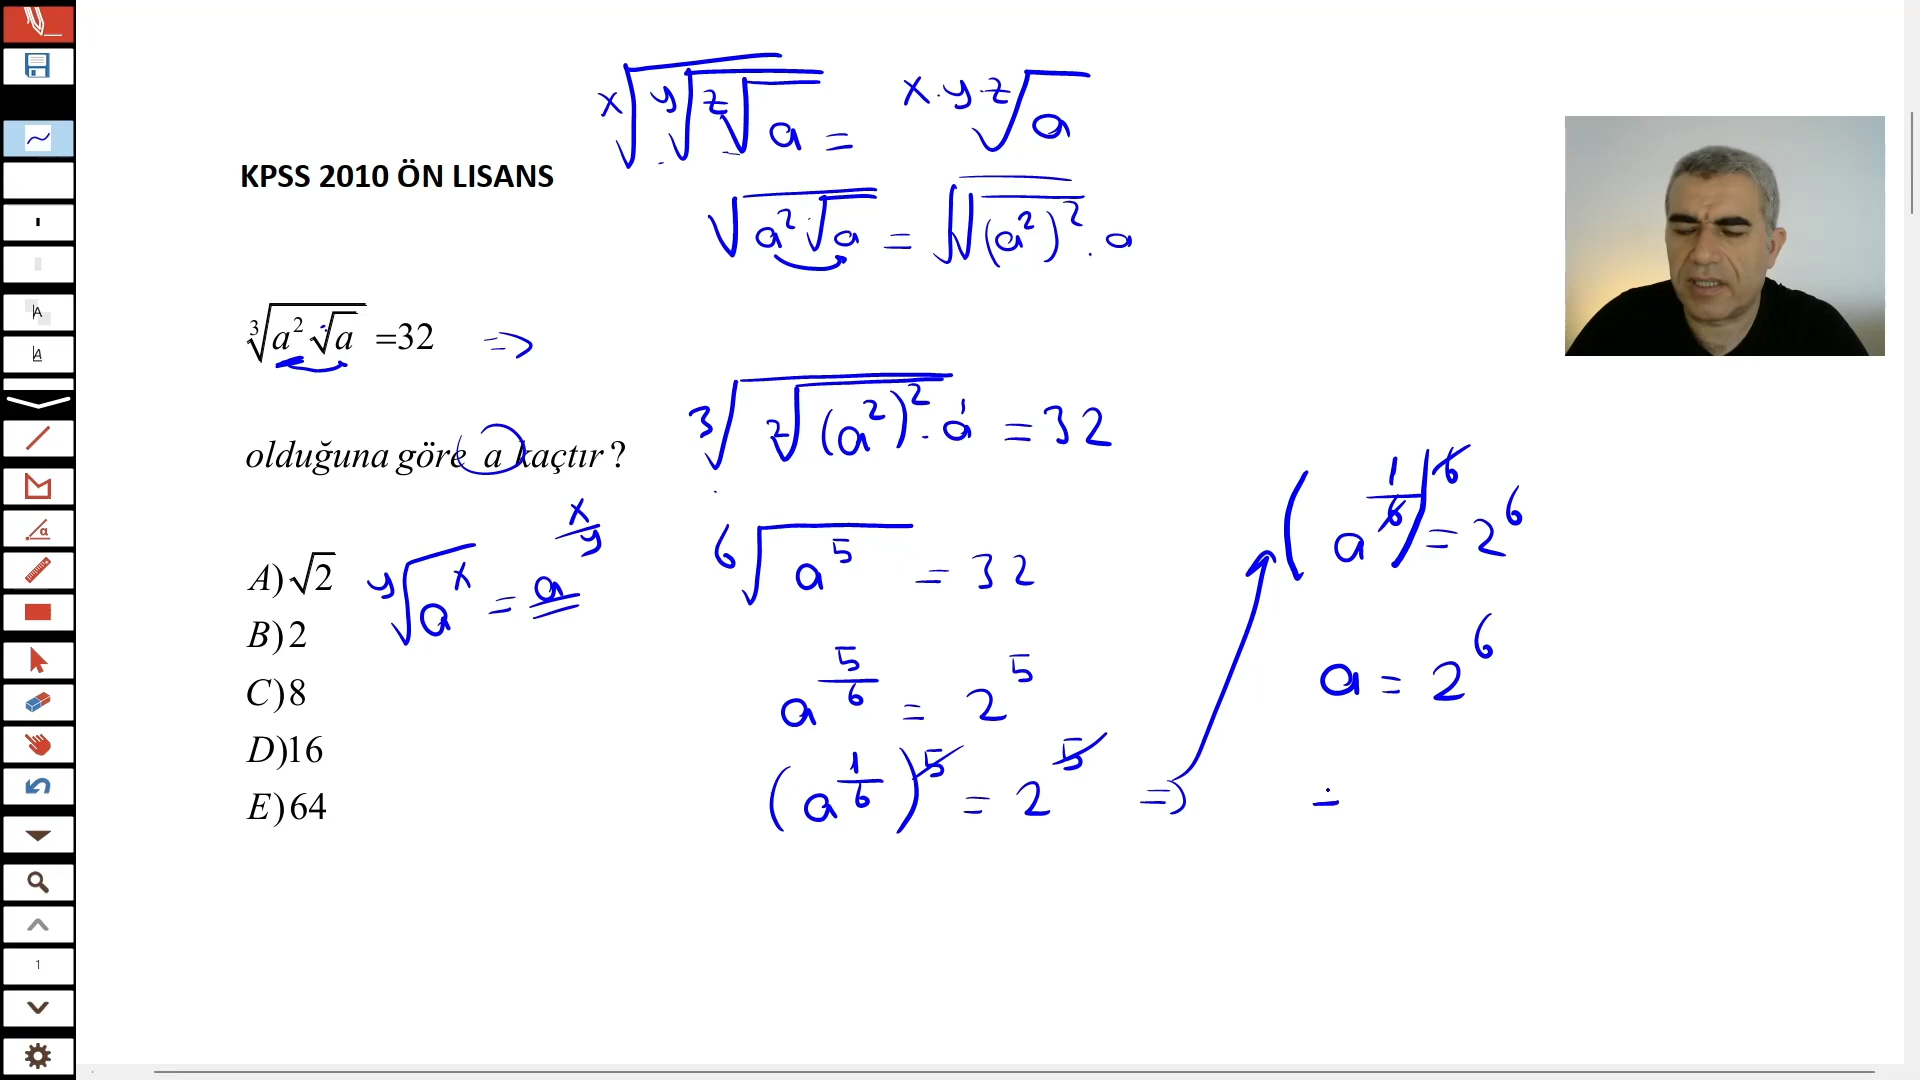 ˣ√ʸ√ᶻ√a = ˣ·ʸ·ᶻ√a
KPSS 2010 ÖN LISANS
√(a²√a) = √√((a²)² . a)
³√(a²√a) =32 =>
³√(²√((a²)² . a¹)) = 32
olduğuna göre a kaçtır ?
ʸ√(aˣ) = a^(x/y)
⁶√(a⁵) = 32
a^(5/6) = 2⁵
(a^(1/6))⁵ = 2⁵ =>
(a^(1/6))⁶ = 2⁶
a = 2⁶
=
A)√2
B)2
C)8
D)16
E)64
1